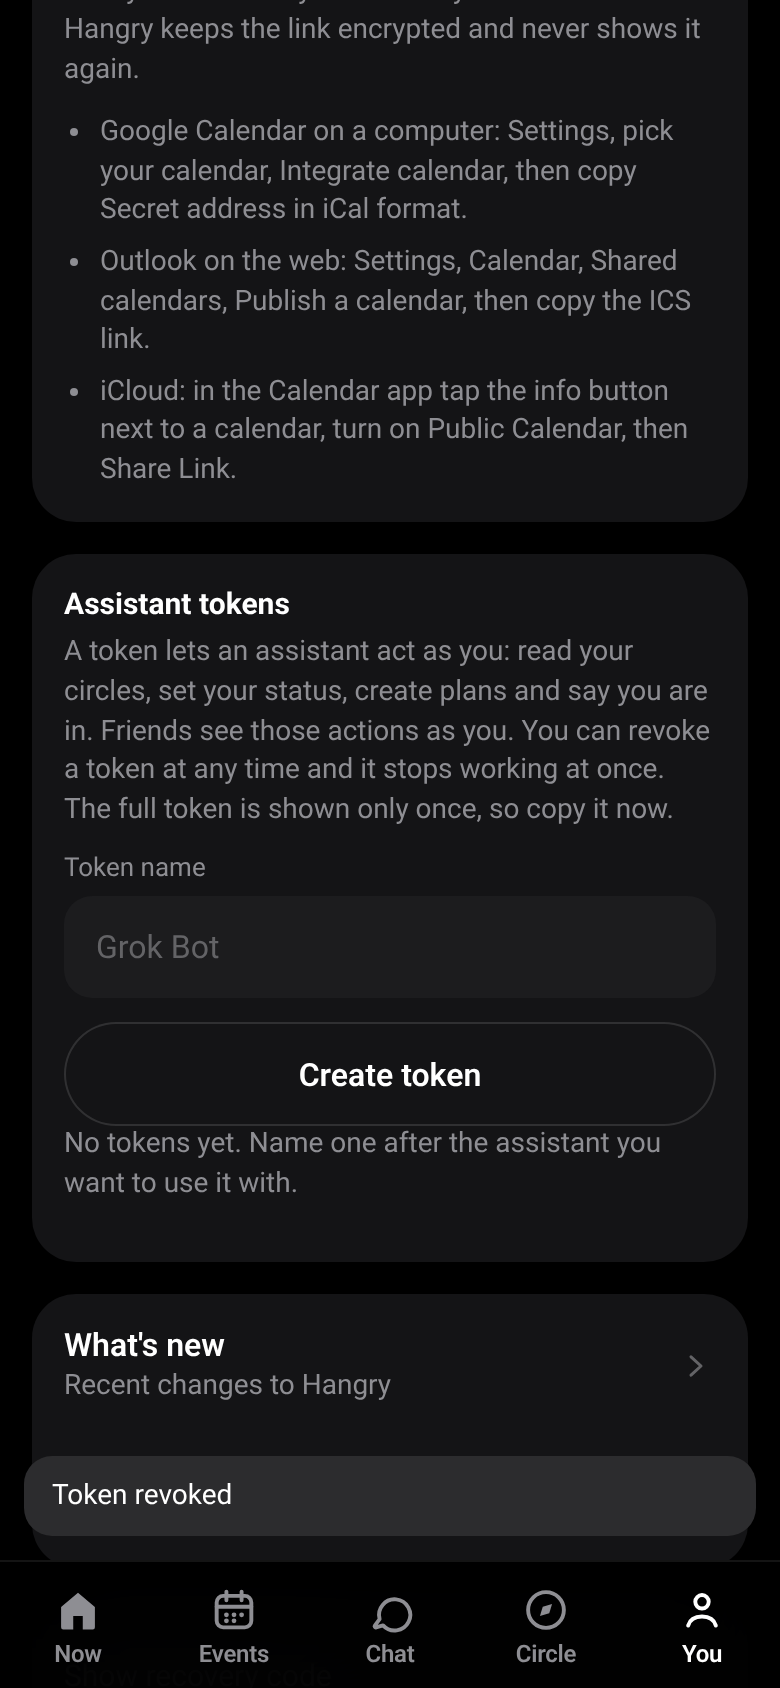 Hangry keeps the link encrypted and never shows it
again.
• Google Calendar on a computer: Settings, pick
your calendar, Integrate calendar, then copy
Secret address in iCal format.
• Outlook on the web: Settings, Calendar, Shared
calendars, Publish a calendar, then copy the ICS
link.
• iCloud: in the Calendar app tap the info button
next to a calendar, turn on Public Calendar, then
Share Link.
Assistant tokens
A token lets an assistant act as you: read your
circles, set your status, create plans and say you are
in. Friends see those actions as you. You can revoke
a token at any time and it stops working at once.
The full token is shown only once, so copy it now.
Token name
Grok Bot
Create token
No tokens yet. Name one after the assistant you
want to use it with.
What's new
Recent changes to Hangry
Token revoked
Now
Events
Chat
Circle
You
Show recovery code